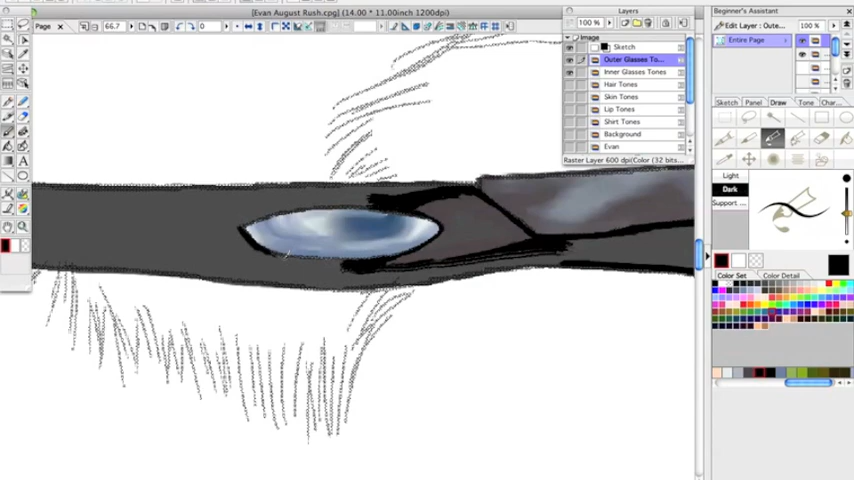 [Evan August Rush.cpg] (14.00 * 11.00inch 1200dpi)
Page
66.7
0
Layers
100 %
Image
Sketch
Outer Glasses To...
Inner Glasses Tones
Hair Tones
Skin Tones
Lip Tones
Shirt Tones
Background
Evan
Raster Layer 600 dpi(Color (32 bits...
Beginner's Assistant
Edit Layer : Oute...
100 %
Entire Page
Sketch
Panel
Draw
Tone
Char...
Light
Dark
Support ...
Color Set
Color Detail